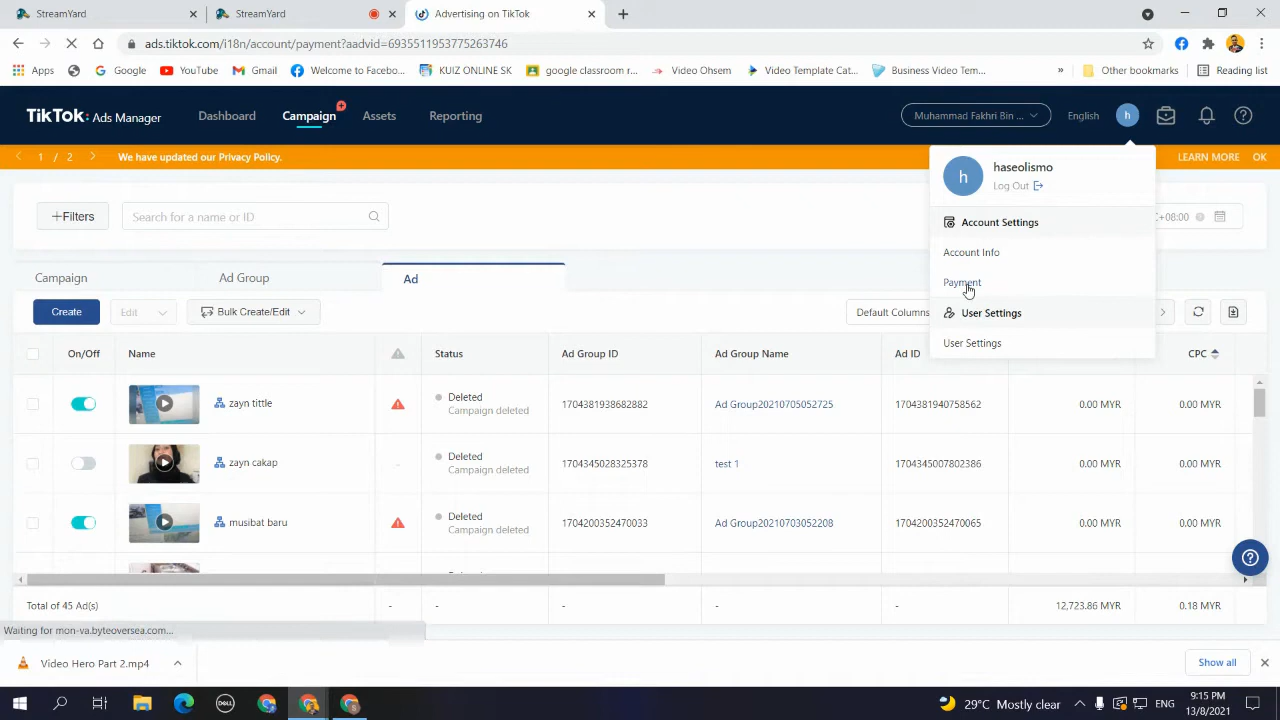 StreamYard
StreamYard
Advertising on TikTok
ads.tiktok.com/i18n/account/payment?aadvid=6935511953775263746
Apps
Google
YouTube
Gmail
Welcome to Facebo...
KUIZ ONLINE SK
google classroom r...
Video Ohsem
Video Template Cat...
Business Video Tem...
»
Other bookmarks
Reading list
TikTok: Ads Manager
Dashboard
Campaign
Assets
Reporting
Muhammad Fakhri Bin ...
English
h
1 / 2
We have updated our Privacy Policy.
LEARN MORE
OK
h
haseolismo
Log Out
Account Settings
Account Info
Payment
User Settings
User Settings
+Filters
Search for a name or ID
C+08:00
Campaign
Ad Group
Ad
Create
Edit
Bulk Create/Edit
Default Columns
On/Off
Name
Status
Ad Group ID
Ad Group Name
Ad ID
CPC
zayn tittle
Deleted
Campaign deleted
1704381938682882
Ad Group20210705052725
1704381940758562
0.00 MYR
0.00 MYR
zayn cakap
-
Deleted
Campaign deleted
1704345028325378
test 1
1704345007802386
0.00 MYR
0.00 MYR
musibat baru
Deleted
Campaign deleted
1704200352470033
Ad Group20210703052208
1704200352470065
0.00 MYR
0.00 MYR
Total of 45 Ad(s)
-
-
-
-
-
12,723.86 MYR
0.18 MYR
Waiting for mon-va.byteoversea.com...
Video Hero Part 2.mp4
Show all
DELL
29°C Mostly clear
ENG
9:15 PM
13/8/2021